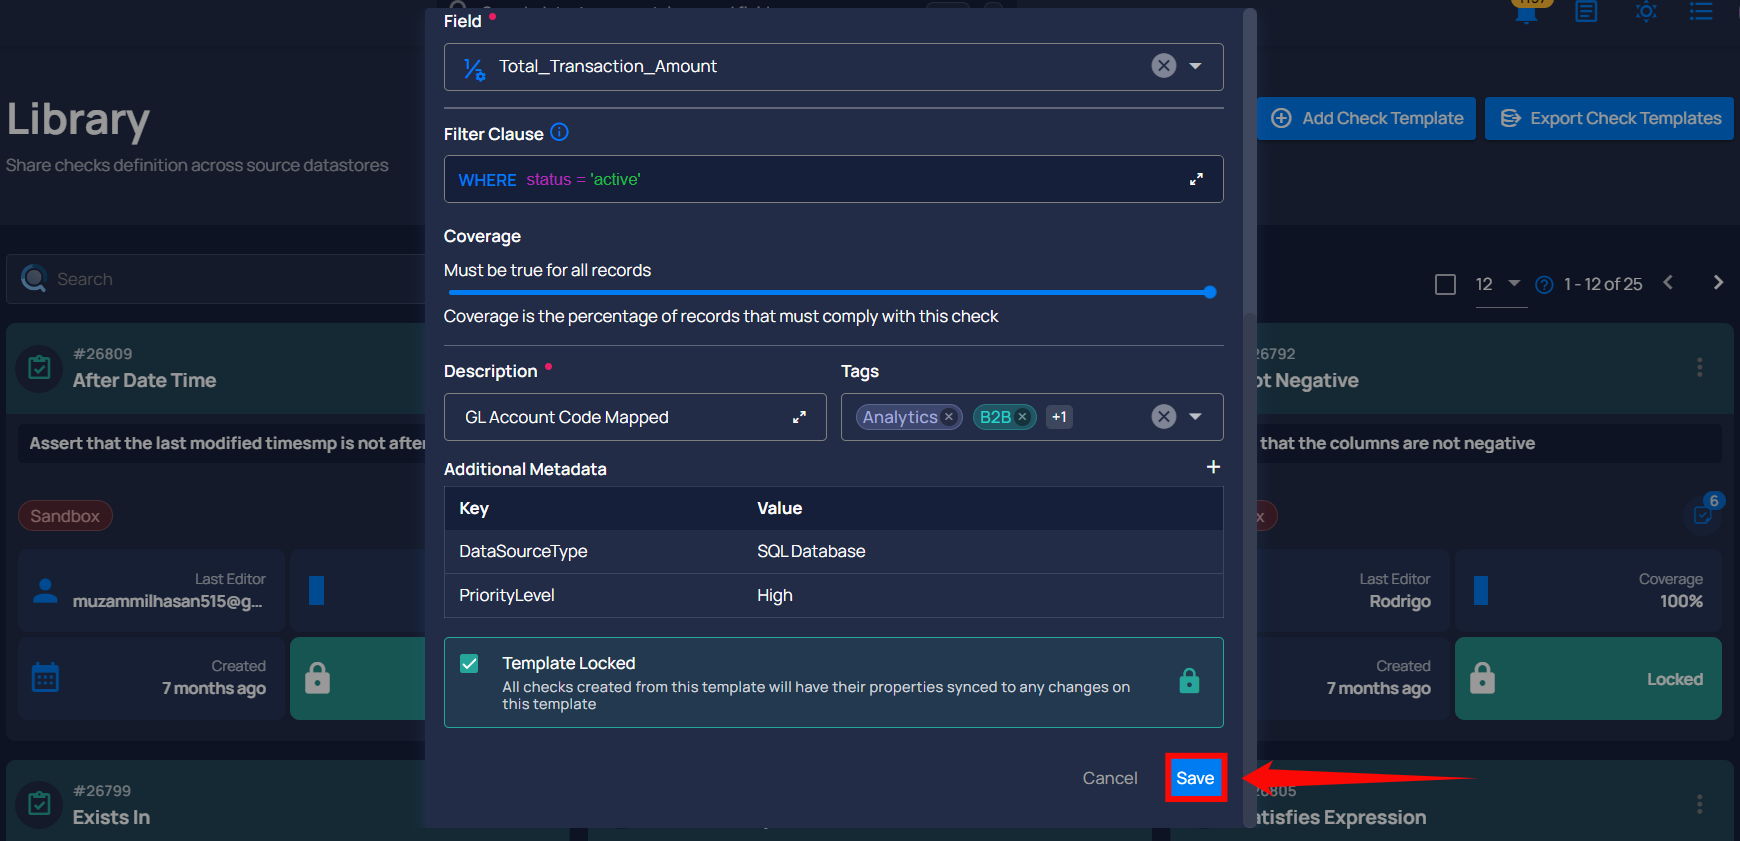 Library
Share checks definition across source datastores
Add Check Template
Export Check Templates
Search
12
1 - 12 of 25
#26809
After Date Time
Assert that the last modified timesmp is not after
Sandbox
Last Editor
muzammilhasan515@g...
Created
7 months ago
#26799
Exists In
Field *
Total_Transaction_Amount
Filter Clause
WHERE status = 'active'
Coverage
Must be true for all records
Coverage is the percentage of records that must comply with this check
Description *
Tags
GL Account Code Mapped
Analytics
B2B
+1
Additional Metadata
+
Key Value
DataSourceType SQL Database
PriorityLevel High
Template Locked
All checks created from this template will have their properties synced to any changes on
this template
Cancel
Save
26792
ot Negative
that the columns are not negative
x
6
Last Editor
Rodrigo
Coverage
100%
Created
7 months ago
Locked
26805
atisfies Expression